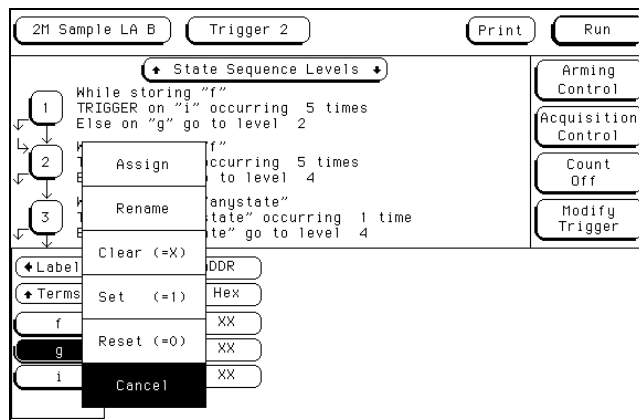 2M Sample LA B
Trigger 2
Print
Run
State Sequence Levels
Arming
Control
Acquisition
Control
Count
Off
Modify
Trigger
1
While storing "f"
TRIGGER on "i" occurring 5 times
Else on "g" go to level 2
2
f"
occurring 5 times
to level 4
3
anystate"
state" occurring 1 time
te" go to level 4
Label
DDR
Terms
Hex
f
XX
g
XX
i
XX
Assign
Rename
Clear (=X)
Set (=1)
Reset (=0)
Cancel